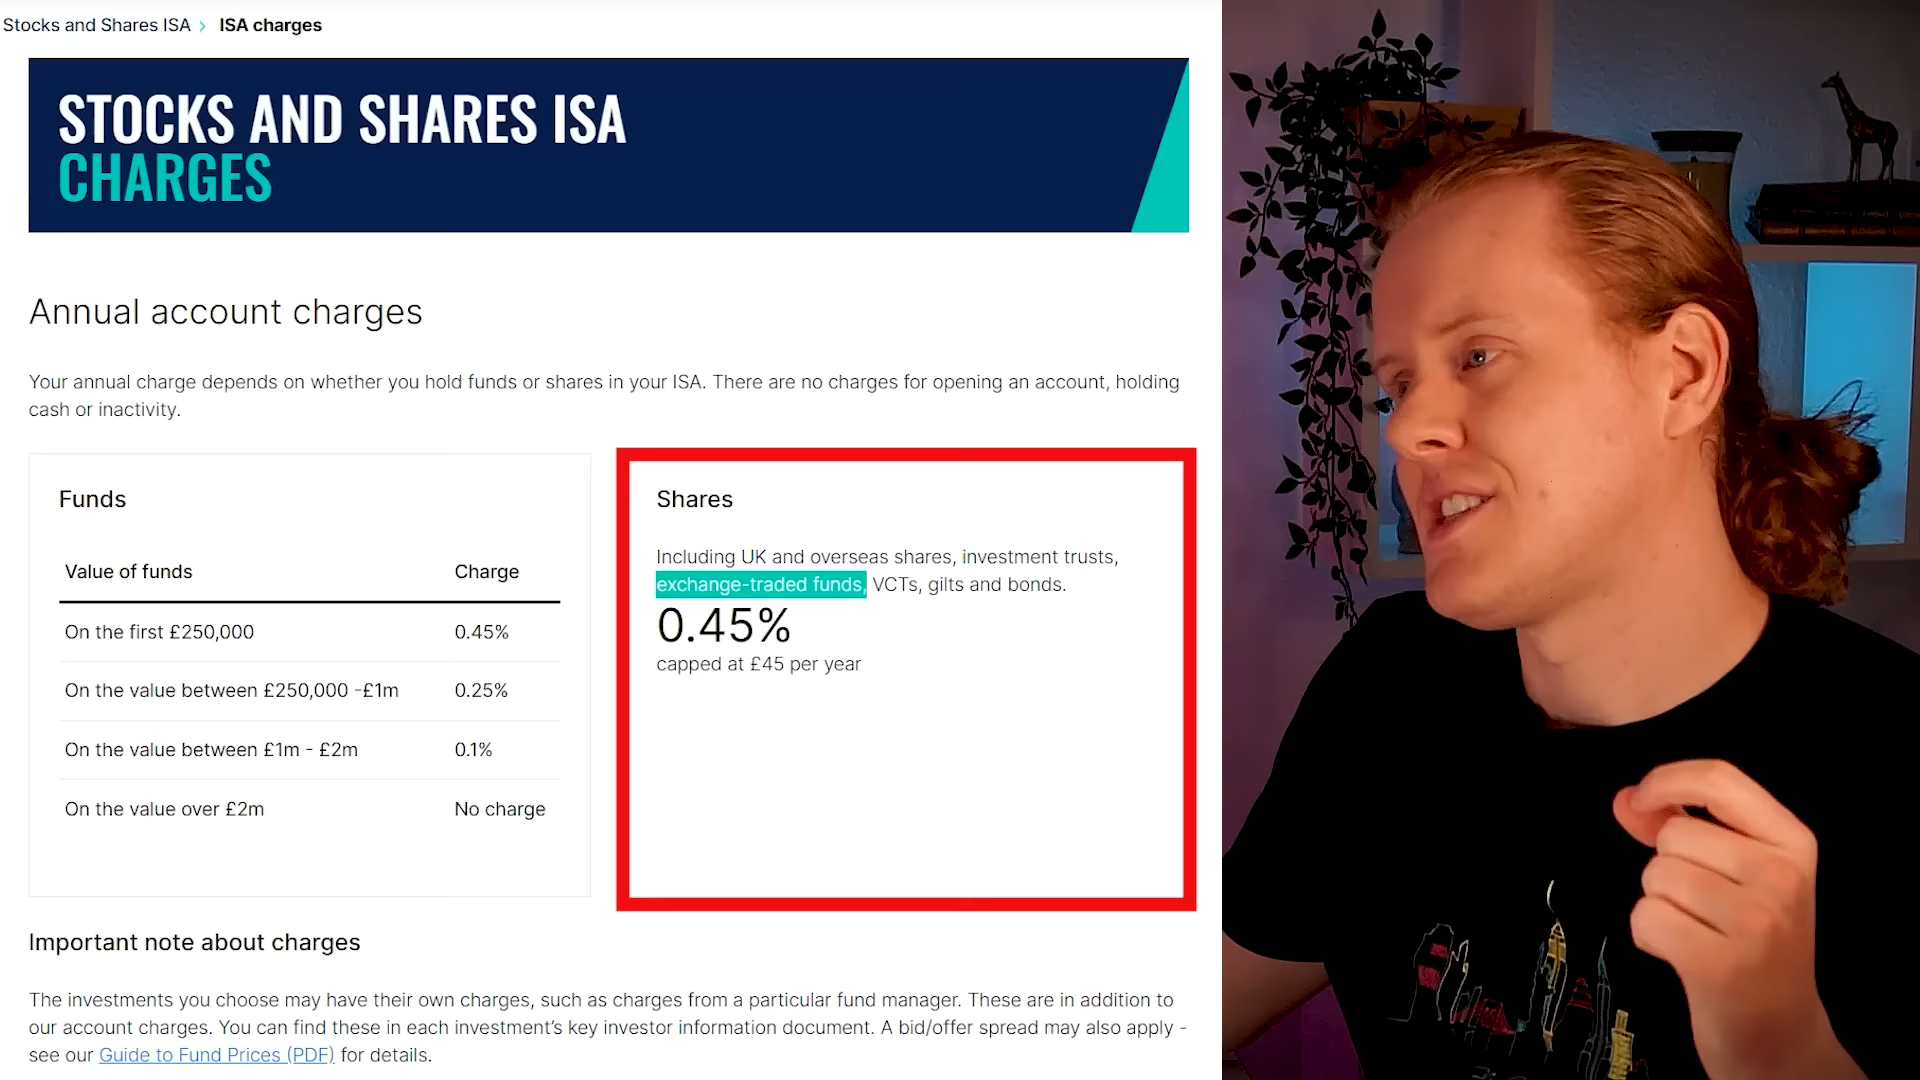 Stocks and Shares ISA > ISA charges
STOCKS AND SHARES ISA
CHARGES
Annual account charges
Your annual charge depends on whether you hold funds or shares in your ISA. There are no charges for opening an account, holding
cash or inactivity.
Funds
Value of funds Charge
On the first £250,000 0.45%
On the value between £250,000 -£1m 0.25%
On the value between £1m - £2m 0.1%
On the value over £2m No charge
Shares
Including UK and overseas shares, investment trusts,
exchange-traded funds, VCTs, gilts and bonds.
0.45%
capped at £45 per year
Important note about charges
The investments you choose may have their own charges, such as charges from a particular fund manager. These are in addition to
our account charges. You can find these in each investment’s key investor information document. A bid/offer spread may also apply -
see our Guide to Fund Prices (PDF) for details.